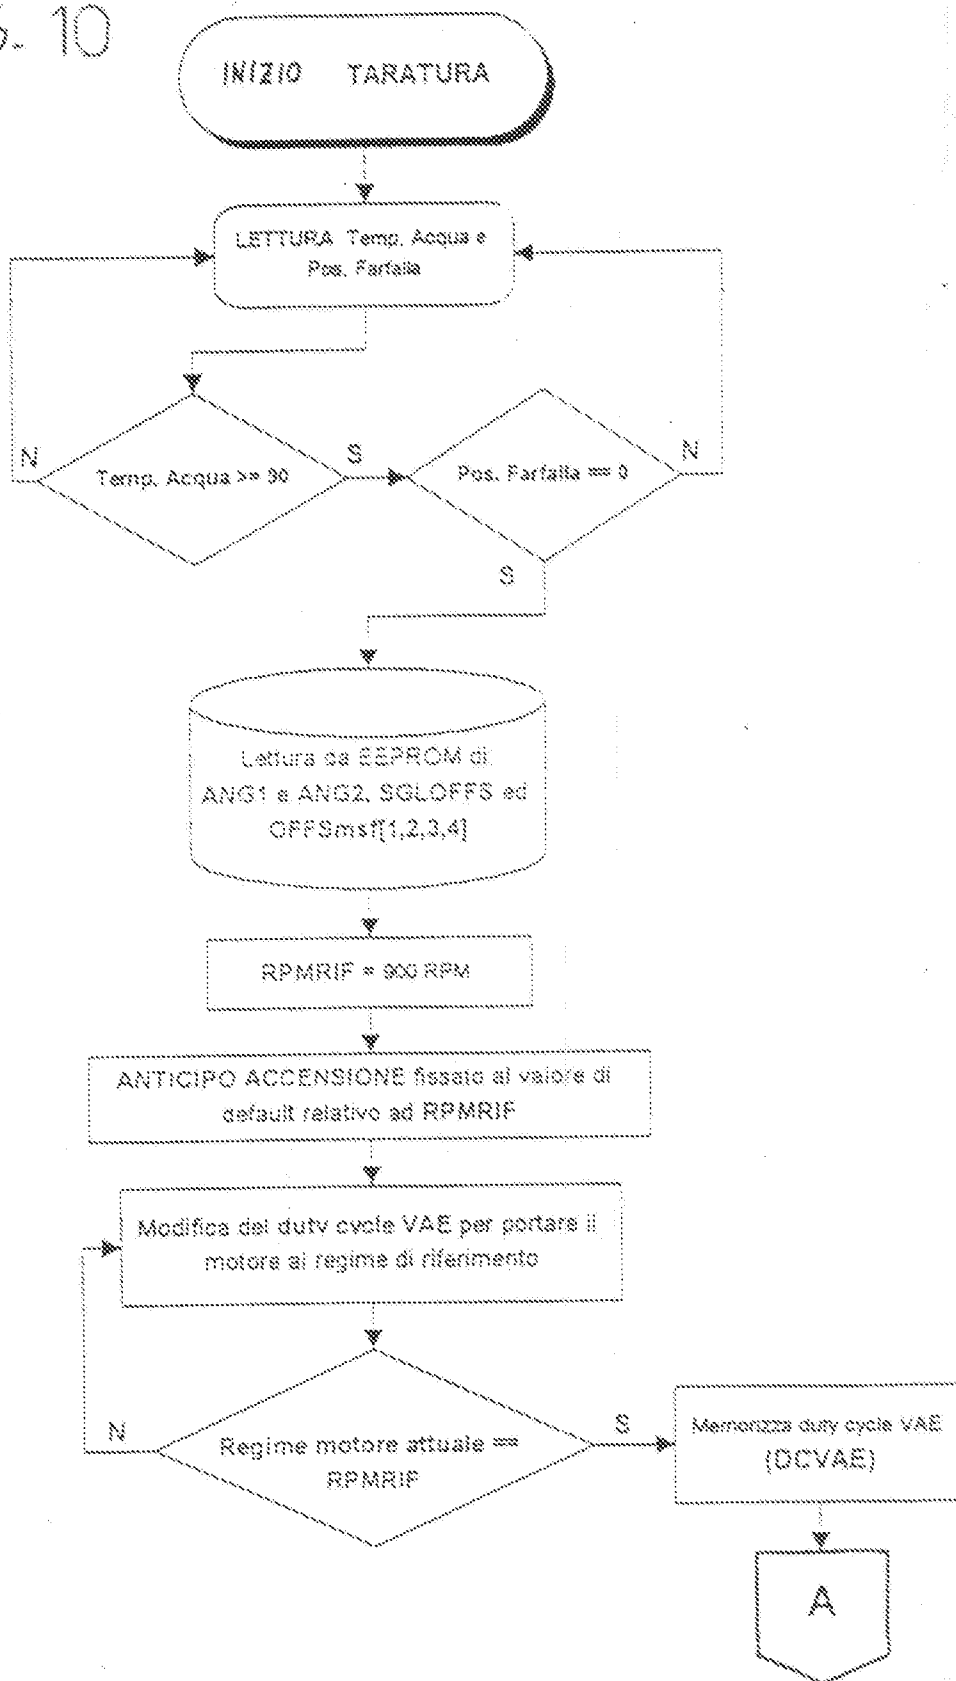 10
INIZIO TARATURA
LETTURA Temp. Acqua e
Pos. Farfalla
N
Temp. Acqua >= 90
S
Pos. Farfalla == 0
N
S
Lettura da EEPROM di
ANG1 e ANG2, SGLOFFS ed
OFFSmsf[1,2,3,4]
RPMRIF = 900 RPM
ANTICIPO ACCENSIONE fissato al valore di
default relativo ad RPMRIF
Modifica del duty cycle VAE per portare il
motore al regime di riferimento
N
Regime motore attuale ==
RPMRIF
S
Memorizza duty cycle VAE
(DCVAE)
A